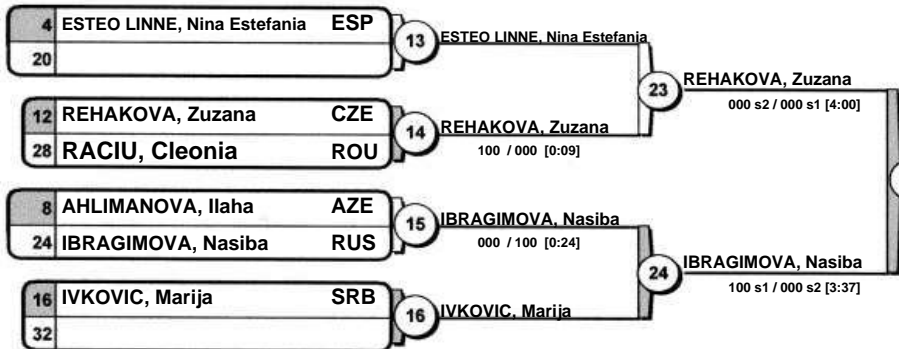 4 ESTEO LINNE, Nina Estefania ESP
20
13 ESTEO LINNE, Nina Estefania
12 REHAKOVA, Zuzana CZE
28 RACIU, Cleonia ROU
14 REHAKOVA, Zuzana
100 / 000 [0:09]
23 REHAKOVA, Zuzana
000 s2 / 000 s1 [4:00]
8 AHLIMANOVA, Ilaha AZE
24 IBRAGIMOVA, Nasiba RUS
15 IBRAGIMOVA, Nasiba
000 / 100 [0:24]
16 IVKOVIC, Marija SRB
32
16 IVKOVIC, Marija
24 IBRAGIMOVA, Nasiba
100 s1 / 000 s2 [3:37]